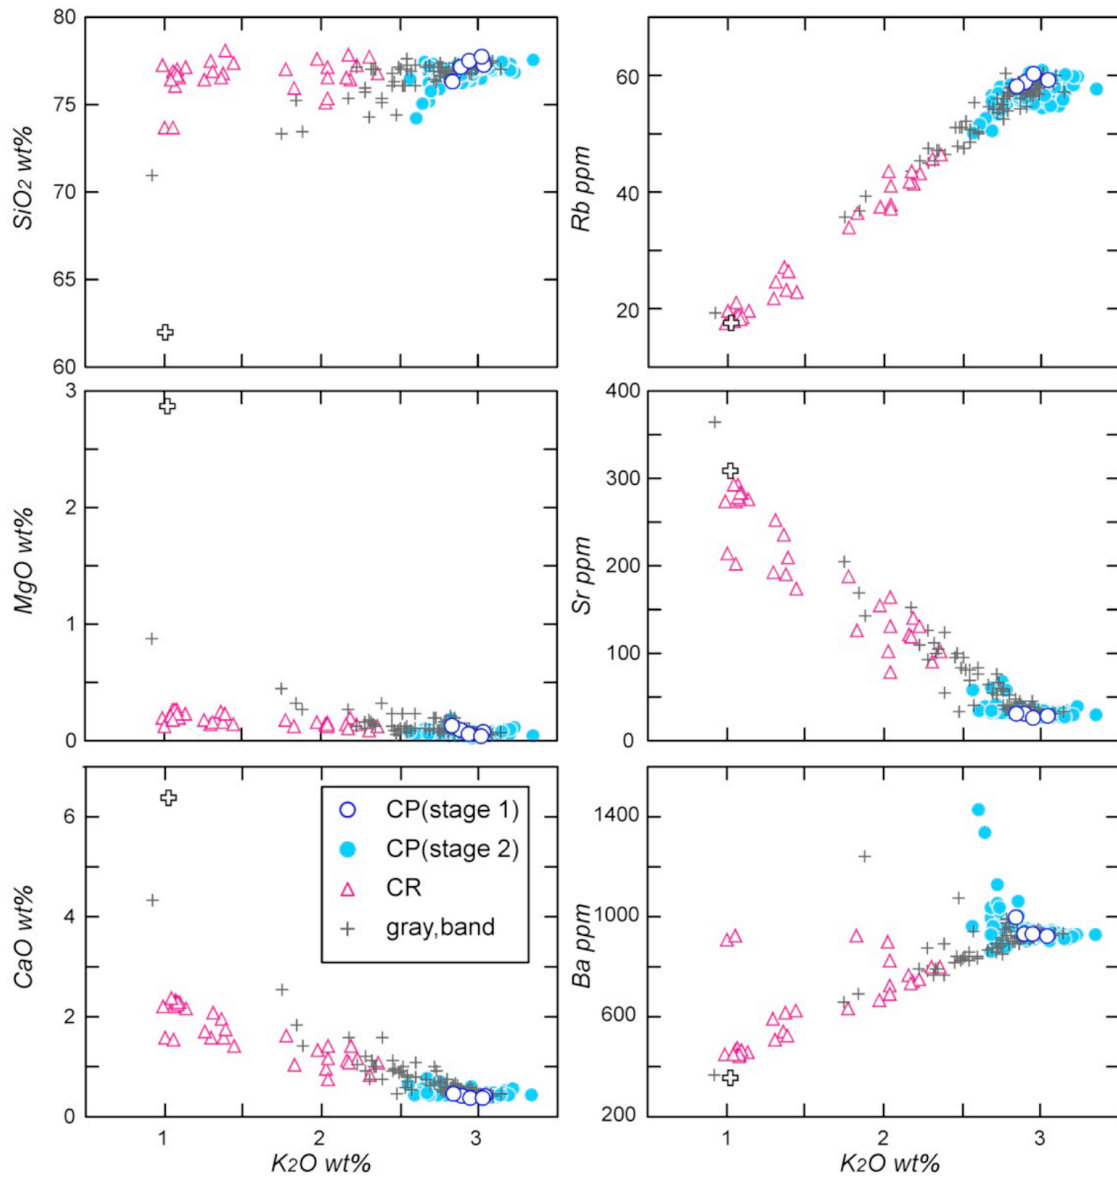 80
75
70
65
60
SiO2 wt%
60
40
20
Rb ppm
3
2
1
0
MgO wt%
400
300
200
100
0
Sr ppm
6
4
2
0
CaO wt%
CP(stage 1)
CP(stage 2)
CR
gray,band
1400
1000
600
200
Ba ppm
1 2 3
K2O wt%
1 2 3
K2O wt%